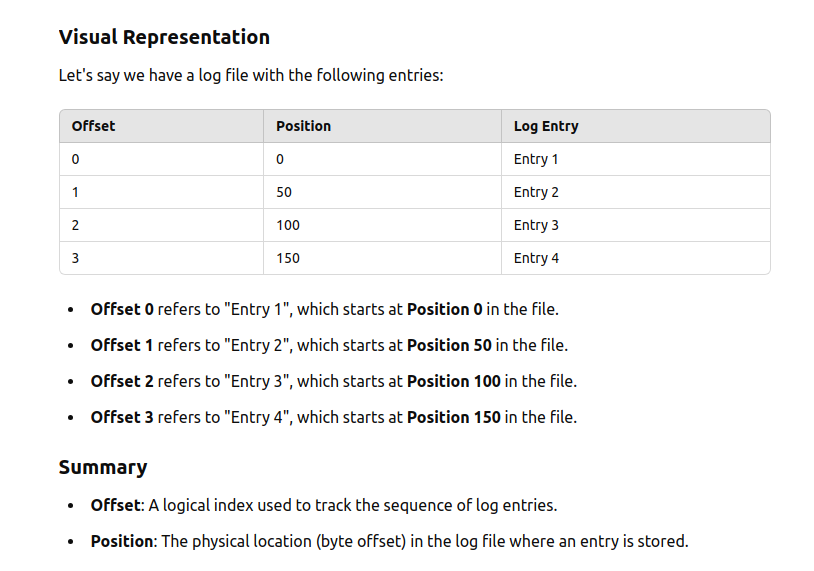 Visual Representation
Let's say we have a log file with the following entries:
Offset Position Log Entry
0 0 Entry 1
1 50 Entry 2
2 100 Entry 3
3 150 Entry 4
• Offset 0 refers to "Entry 1", which starts at Position 0 in the file.
• Offset 1 refers to "Entry 2", which starts at Position 50 in the file.
• Offset 2 refers to "Entry 3", which starts at Position 100 in the file.
• Offset 3 refers to "Entry 4", which starts at Position 150 in the file.
Summary
• Offset: A logical index used to track the sequence of log entries.
• Position: The physical location (byte offset) in the log file where an entry is stored.